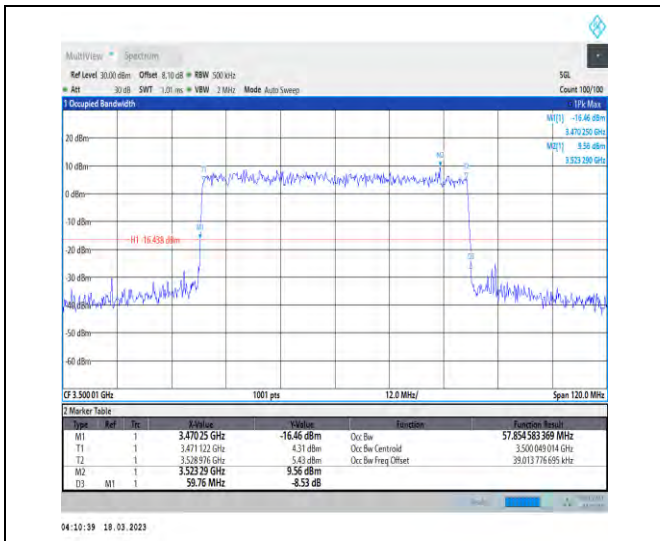 MultiView Spectrum
Ref Level 30.00 dBm Offset 8.10 dB RBW 500 kHz SGL
Att 30 dB SWT 1.01 ms VBW 2 MHz Mode Auto Sweep Count 100/100
1 Occupied Bandwidth 1Pk Max
M1[1] -16.46 dBm
3.470 250 GHz
M2[1] 9.56 dBm
3.523 290 GHz
20 dBm
10 dBm
0 dBm
-10 dBm
H1 -16.438 dBm
-20 dBm
-30 dBm
-40 dBm
-50 dBm
-60 dBm
CF 3.500 01 GHz 1001 pts 12.0 MHz/ Span 120.0 MHz
2 Marker Table
Type Ref Trc X-Value Y-Value Function Function Result
M1 1 3.470 25 GHz -16.46 dBm Occ Bw 57.854 583 369 MHz
T1 1 3.471 122 GHz 4.31 dBm Occ Bw Centroid 3.500 049 014 GHz
T2 1 3.528 976 GHz 5.43 dBm Occ Bw Freq Offset 39.013 776 695 kHz
M2 1 3.523 29 GHz 9.56 dBm
D3 M1 1 59.76 MHz -8.53 dB
04:10:39 18.03.2023